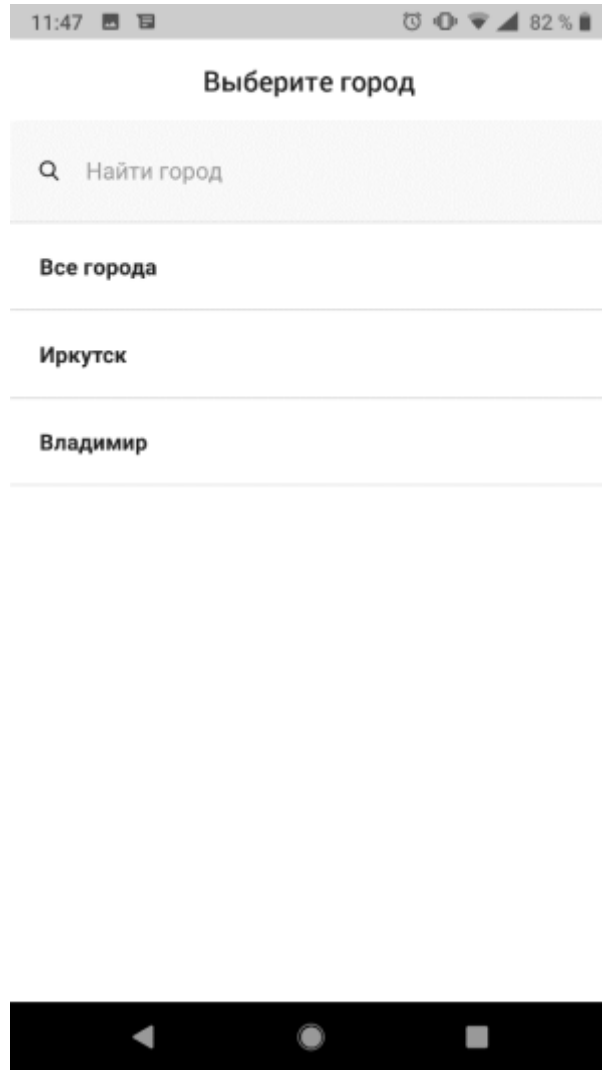 11:47 82 %
Выберите город
Найти город
Все города
Иркутск
Владимир